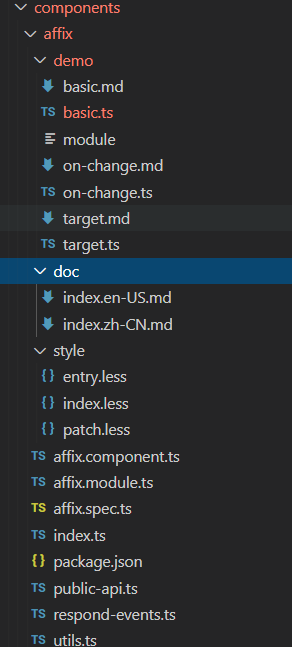 components
affix
demo
basic.md
TS basic.ts
module
on-change.md
TS on-change.ts
target.md
TS target.ts
doc
index.en-US.md
index.zh-CN.md
style
{ } entry.less
{ } index.less
{ } patch.less
TS affix.component.ts
TS affix.module.ts
TS affix.spec.ts
TS index.ts
{ } package.json
TS public-api.ts
TS respond-events.ts
TS utils.ts